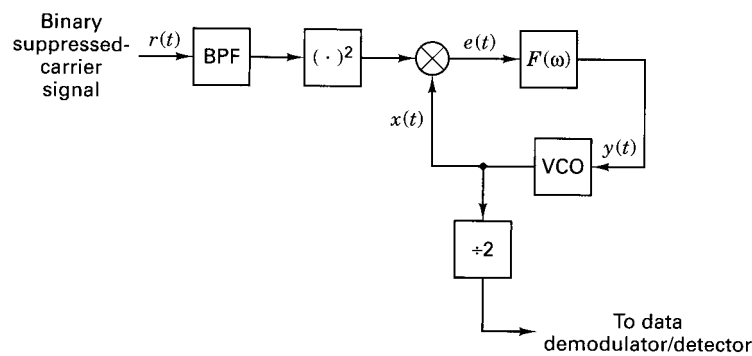 Binary
suppressed-
carrier
signal
r(t)
BPF
( · )²
e(t)
F(ω)
x(t)
y(t)
VCO
÷2
To data
demodulator/detector